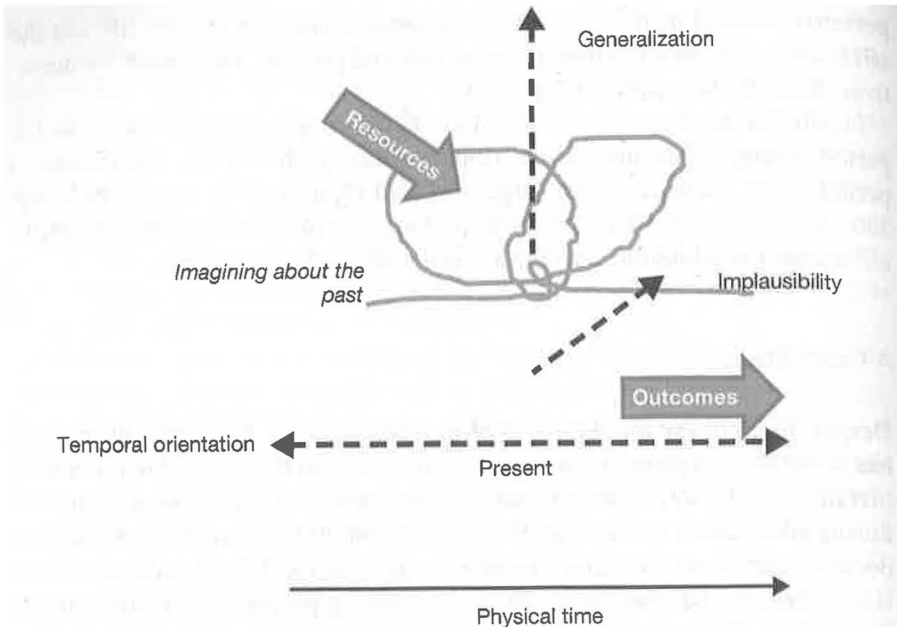 Generalization
Resources
Imagining about the
past
Implausibility
Outcomes
Temporal orientation
Present
Physical time